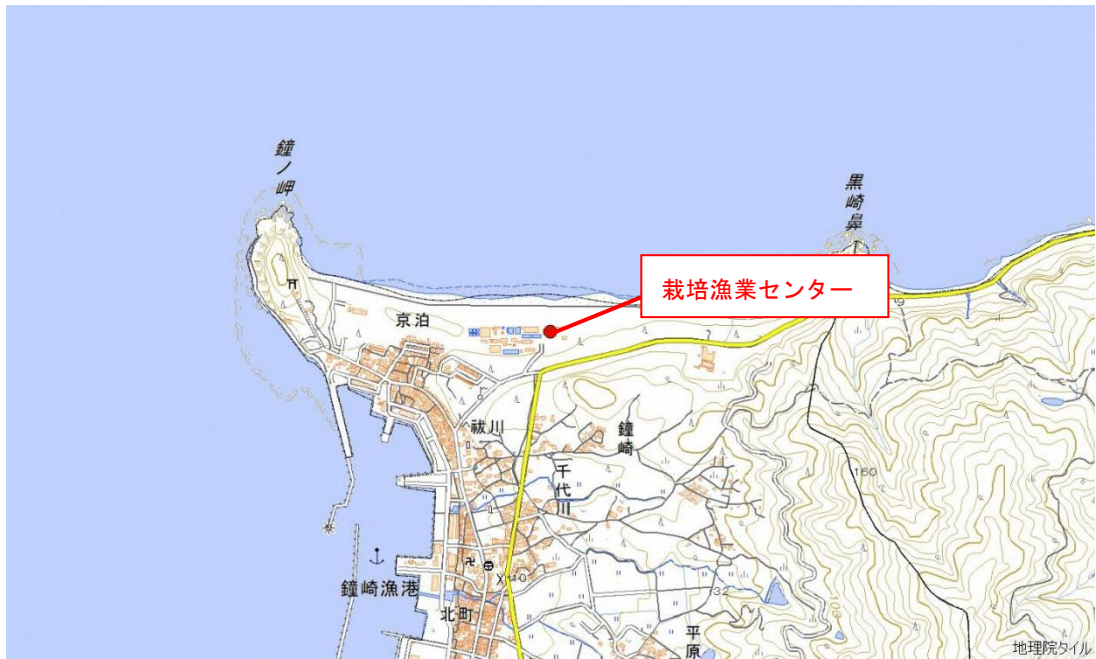 鐘ノ岬
黒崎鼻
栽培漁業センター
京泊
祓川
鐘崎
千代川
160
鐘崎漁港
北町
132
100
平原
地理院タイル